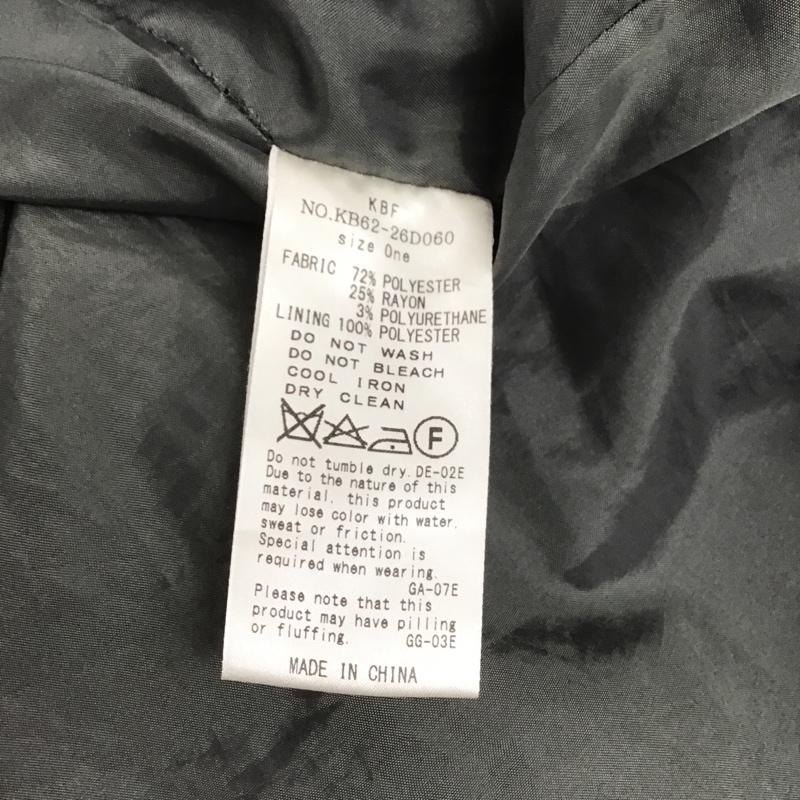 KBF
NO.KB62-26D060
size One
FABRIC 72% POLYESTER
25% RAYON
3% POLYURETHANE
LINING 100% POLYESTER
DO NOT WASH
DO NOT BLEACH
COOL IRON
DRY CLEAN
F
Do not tumble dry. DE-02E
Due to the nature of this
material, this product
may lose color with water,
sweat or friction.
Special attention is
required when wearing.
GA-07E
Please note that this
product may have pilling
or fluffing. GG-03E
MADE IN CHINA